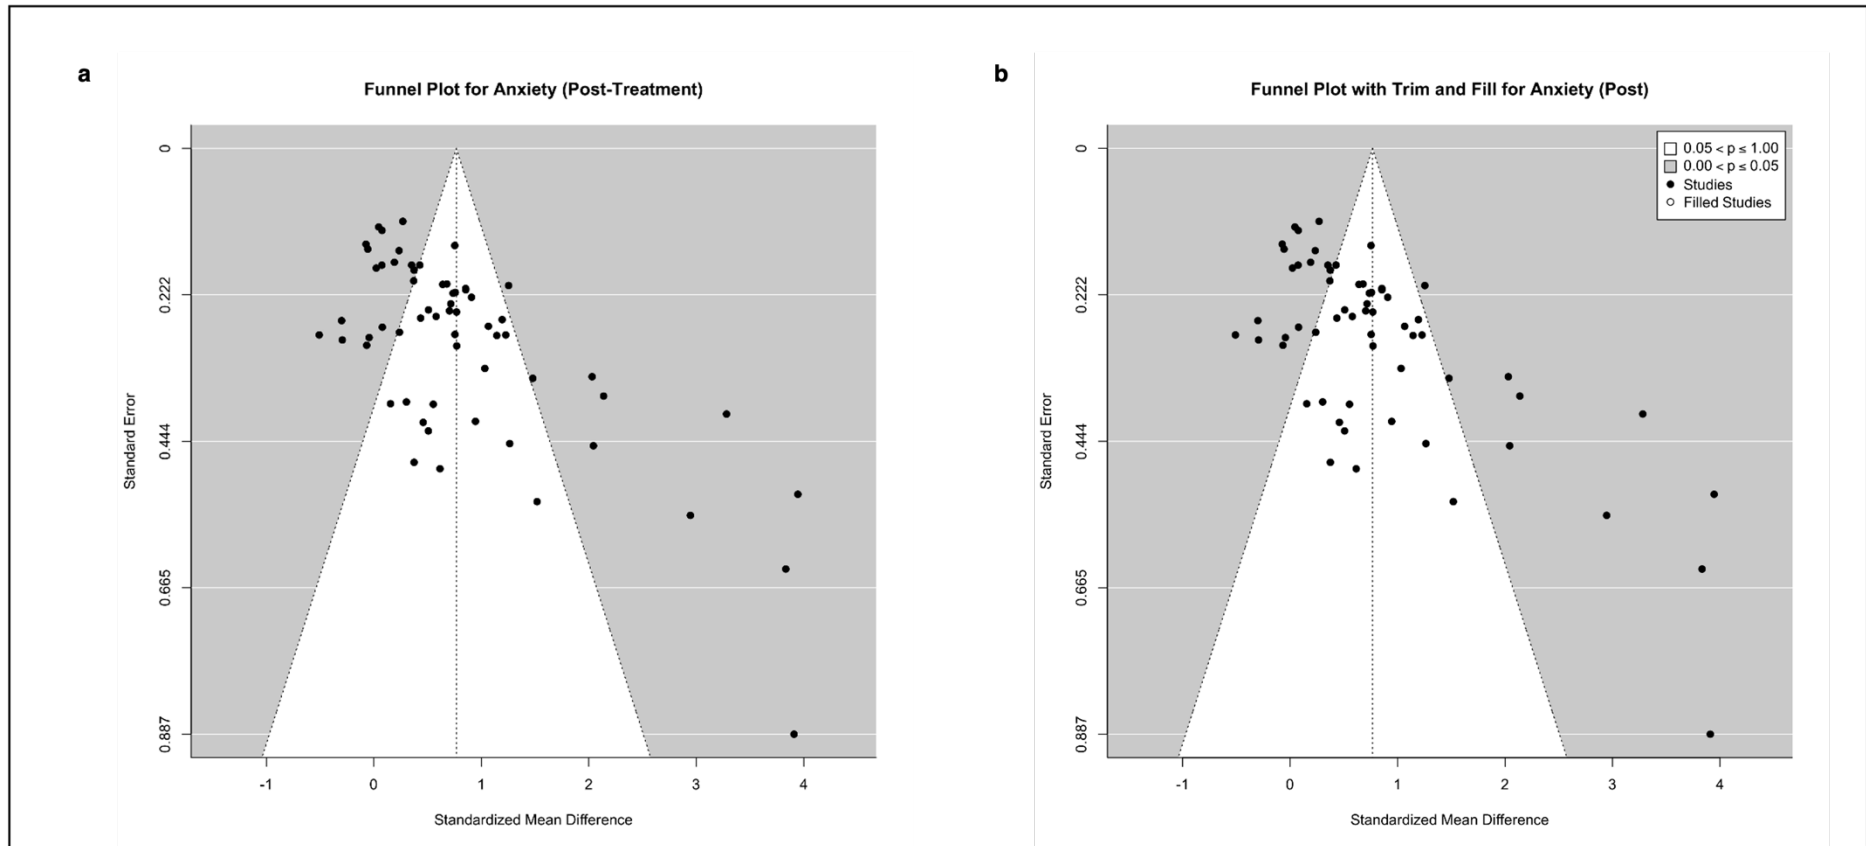 a
Funnel Plot for Anxiety (Post-Treatment)
0
0.222
0.444
0.665
0.887
Standard Error
-1 0 1 2 3 4
Standardized Mean Difference
b
Funnel Plot with Trim and Fill for Anxiety (Post)
0.05 < p ≤ 1.00
0.00 < p ≤ 0.05
Studies
Filled Studies
0
0.222
0.444
0.665
0.887
Standard Error
-1 0 1 2 3 4
Standardized Mean Difference